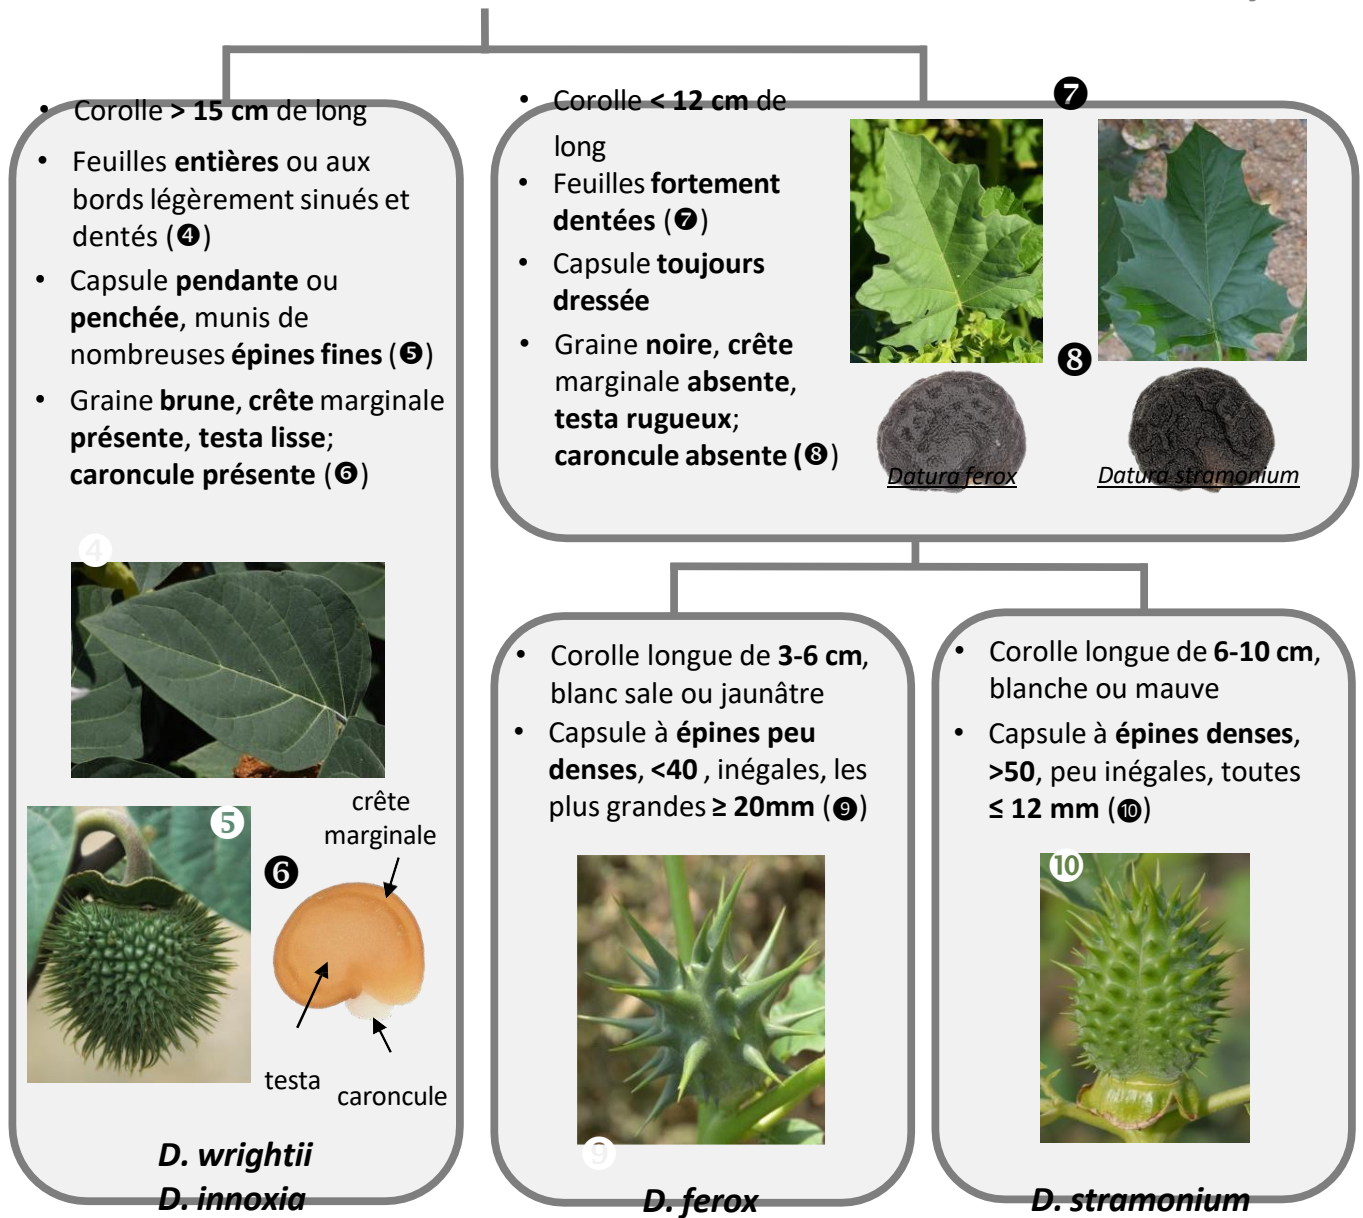 • Corolle > 15 cm de long
• Feuilles entières ou aux
bords légèrement sinués et
dentés (❹)
• Capsule pendante ou
penchée, munis de
nombreuses épines fines (❺)
• Graine brune, crête marginale
présente, testa lisse;
caroncule présente (❻)
4
5
6
crête
marginale
testa
caroncule
D. wrightii
D. innoxia
• Corolle < 12 cm de
long
• Feuilles fortement
dentées (❼)
• Capsule toujours
dressée
• Graine noire, crête
marginale absente,
testa rugueux;
caroncule absente (❽)
❼
❽
Datura ferox
Datura stramonium
• Corolle longue de 3-6 cm,
blanc sale ou jaunâtre
• Capsule à épines peu
denses, <40 , inégales, les
plus grandes ≥ 20mm (❾)
9
D. ferox
• Corolle longue de 6-10 cm,
blanche ou mauve
• Capsule à épines denses,
>50, peu inégales, toutes
≤ 12 mm (❿)
10
D. stramonium